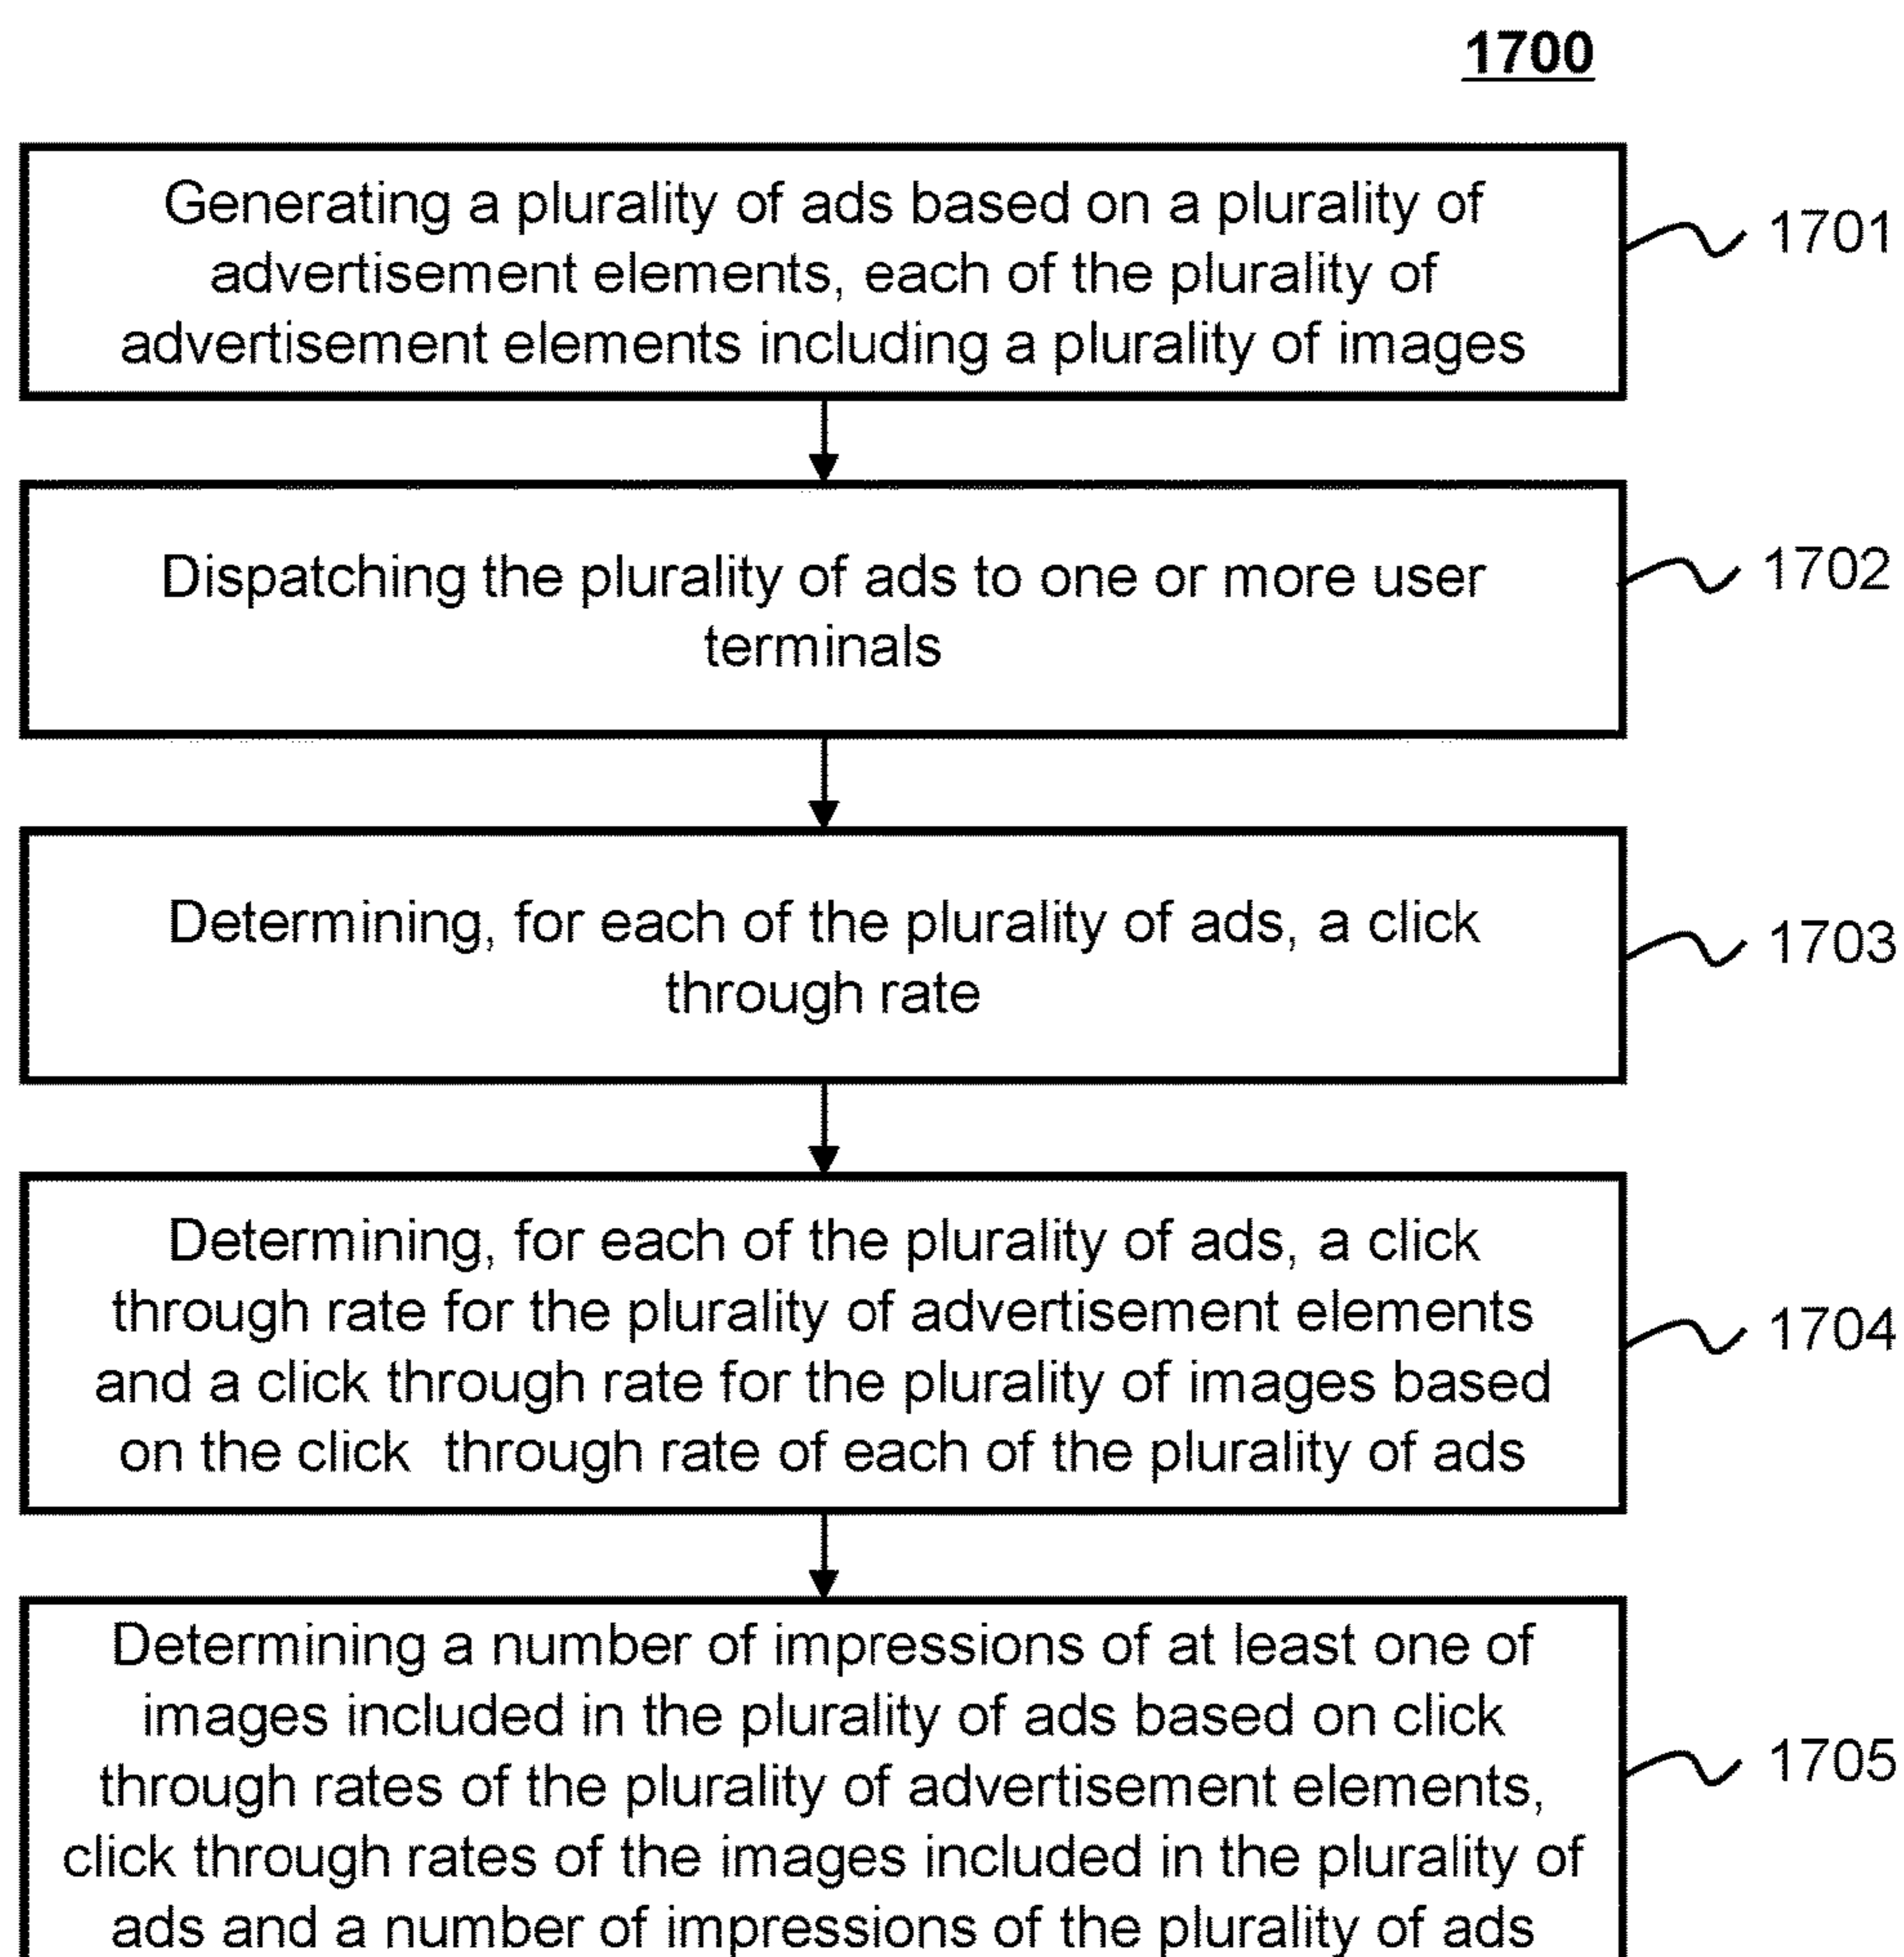 1700
Generating a plurality of ads based on a plurality of
advertisement elements, each of the plurality of
advertisement elements including a plurality of images
1701
Dispatching the plurality of ads to one or more user
terminals
1702
Determining, for each of the plurality of ads, a click
through rate
1703
Determining, for each of the plurality of ads, a click
through rate for the plurality of advertisement elements
and a click through rate for the plurality of images based
on the click through rate of each of the plurality of ads
1704
Determining a number of impressions of at least one of
images included in the plurality of ads based on click
through rates of the plurality of advertisement elements,
click through rates of the images included in the plurality of
ads and a number of impressions of the plurality of ads
1705